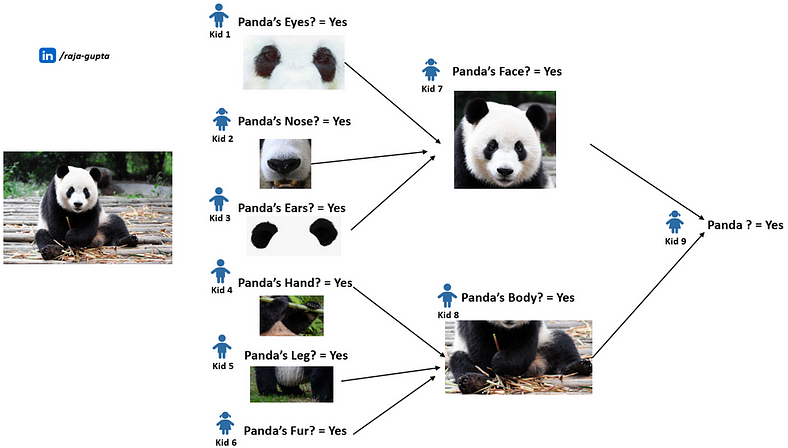 in /raja-gupta
Kid 1
Panda's Eyes? = Yes
Kid 2
Panda's Nose? = Yes
Kid 3
Panda's Ears? = Yes
Kid 4
Panda's Hand? = Yes
Kid 5
Panda's Leg? = Yes
Kid 6
Panda's Fur? = Yes
Kid 7
Panda's Face? = Yes
Kid 8
Panda's Body? = Yes
Kid 9
Panda ? = Yes